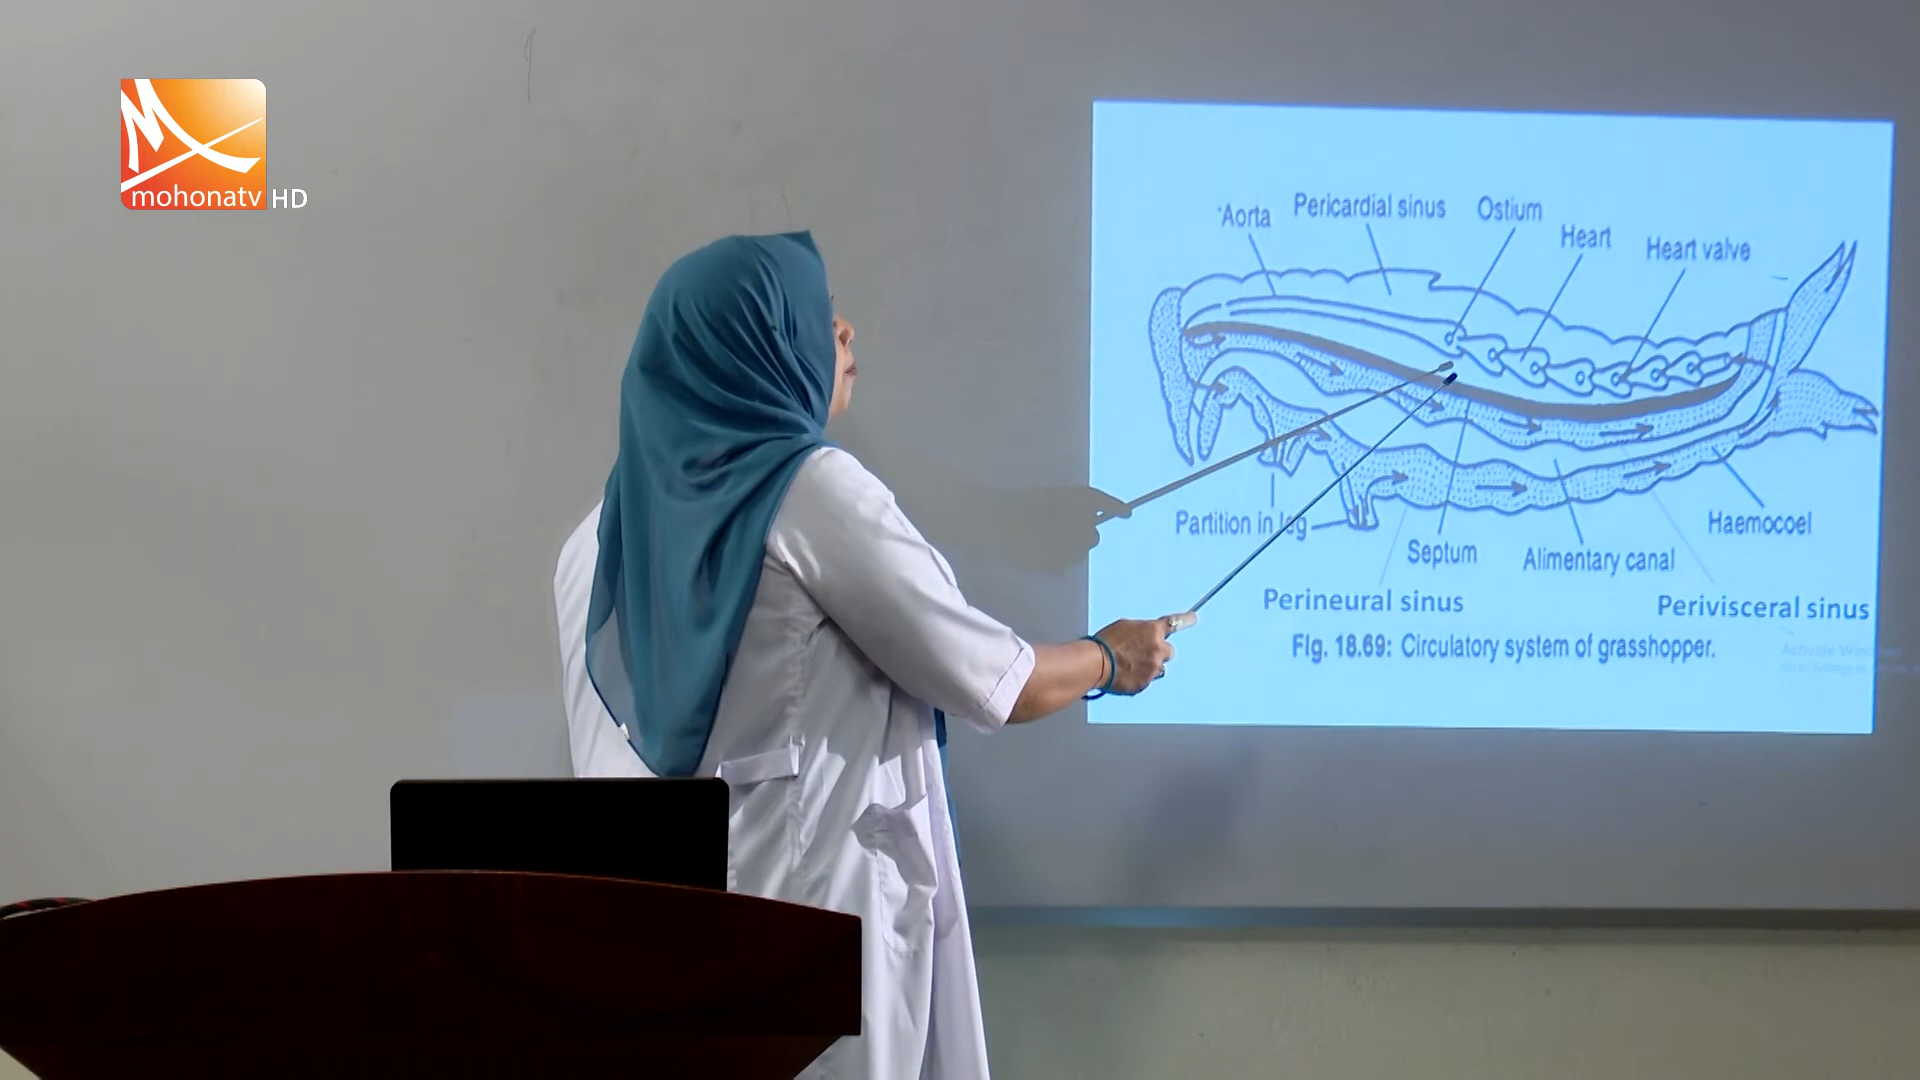 mohonatv HD
Aorta
Pericardial sinus
Ostium
Heart
Heart valve
Partition in leg
Septum
Alimentary canal
Haemocoel
Perineural sinus
Perivisceral sinus
Fig. 18.69: Circulatory system of grasshopper.